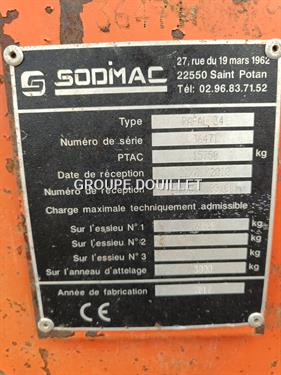 SODIMAC
27, rue du 19 mars 1962
22550 Saint Potan
Tél: 02.96.83.71.52
Type
Numéro de série
PTAC kg
Date de réception
GROUPE DOUILLET
Numéro de réception
Charge maximale techniquement admissible
Sur l'essieu N° 1 kg
Sur l'essieu N° 2 kg
Sur l'essieu N° 3 kg
Sur l'anneau d'attelage 3000 kg
Année de fabrication
CE